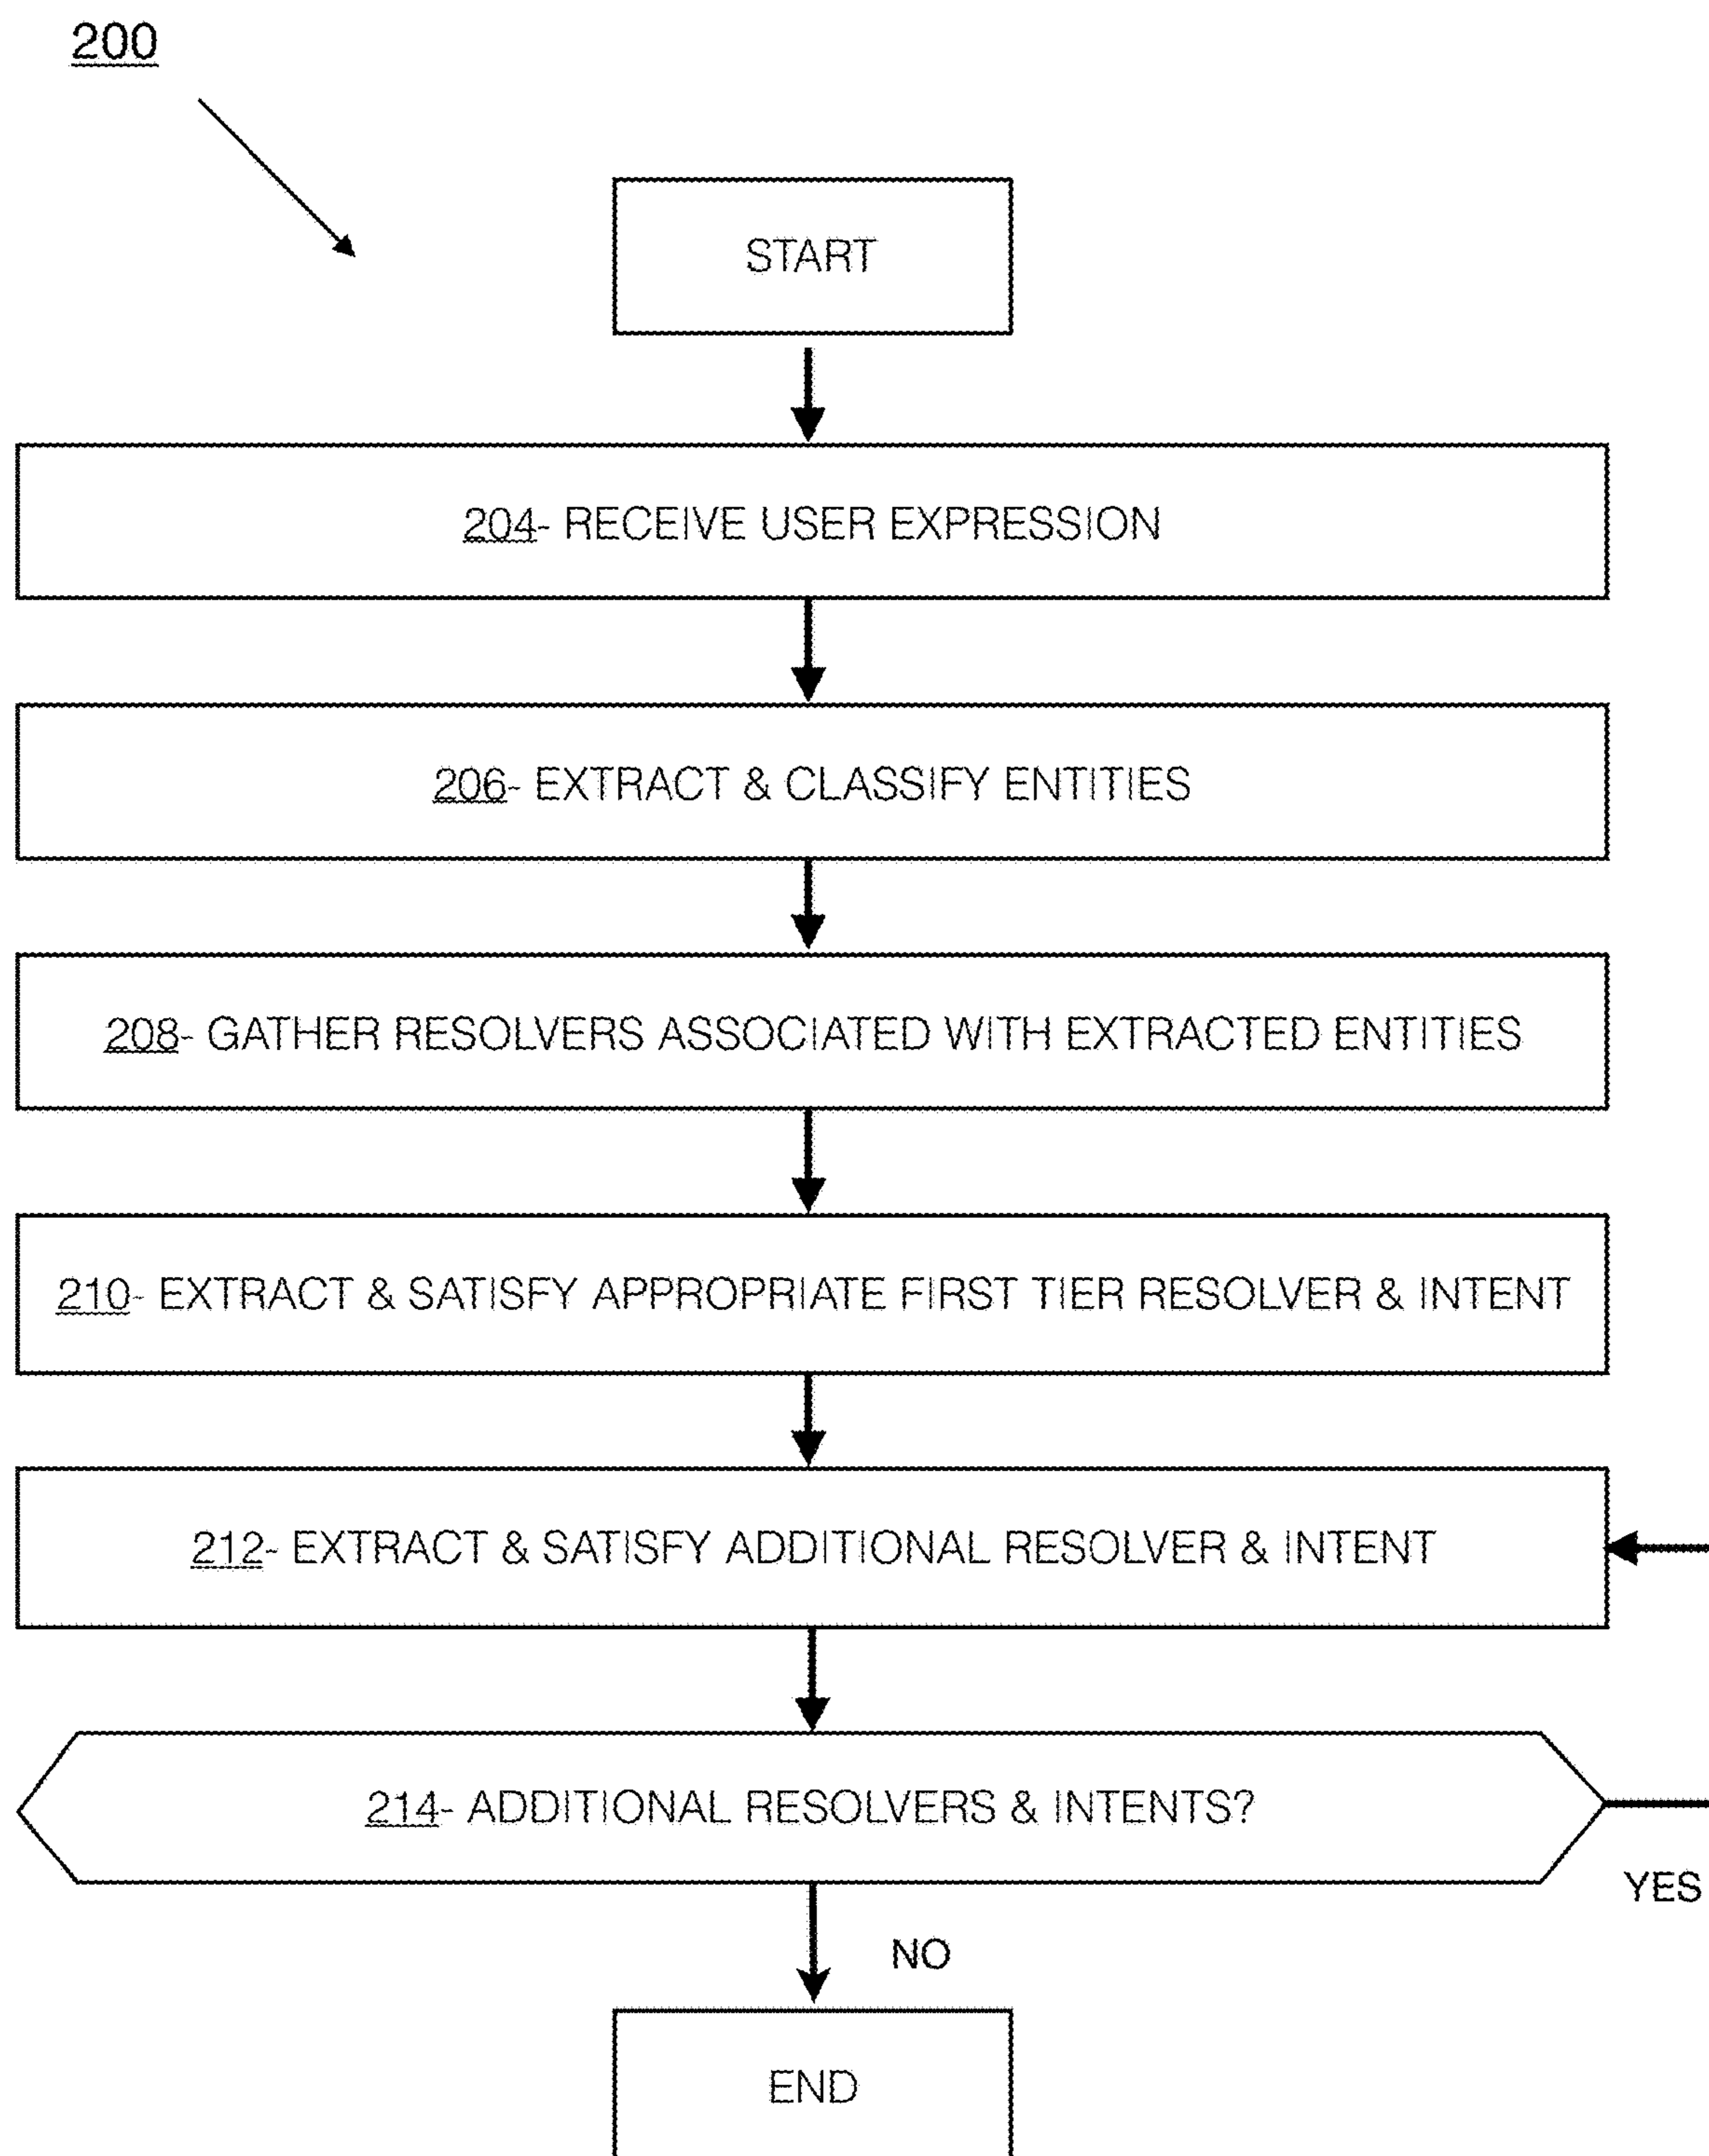 200
START
204- RECEIVE USER EXPRESSION
206- EXTRACT & CLASSIFY ENTITIES
208- GATHER RESOLVERS ASSOCIATED WITH EXTRACTED ENTITIES
210- EXTRACT & SATISFY APPROPRIATE FIRST TIER RESOLVER & INTENT
212- EXTRACT & SATISFY ADDITIONAL RESOLVER & INTENT
214- ADDITIONAL RESOLVERS & INTENTS?
YES
NO
END